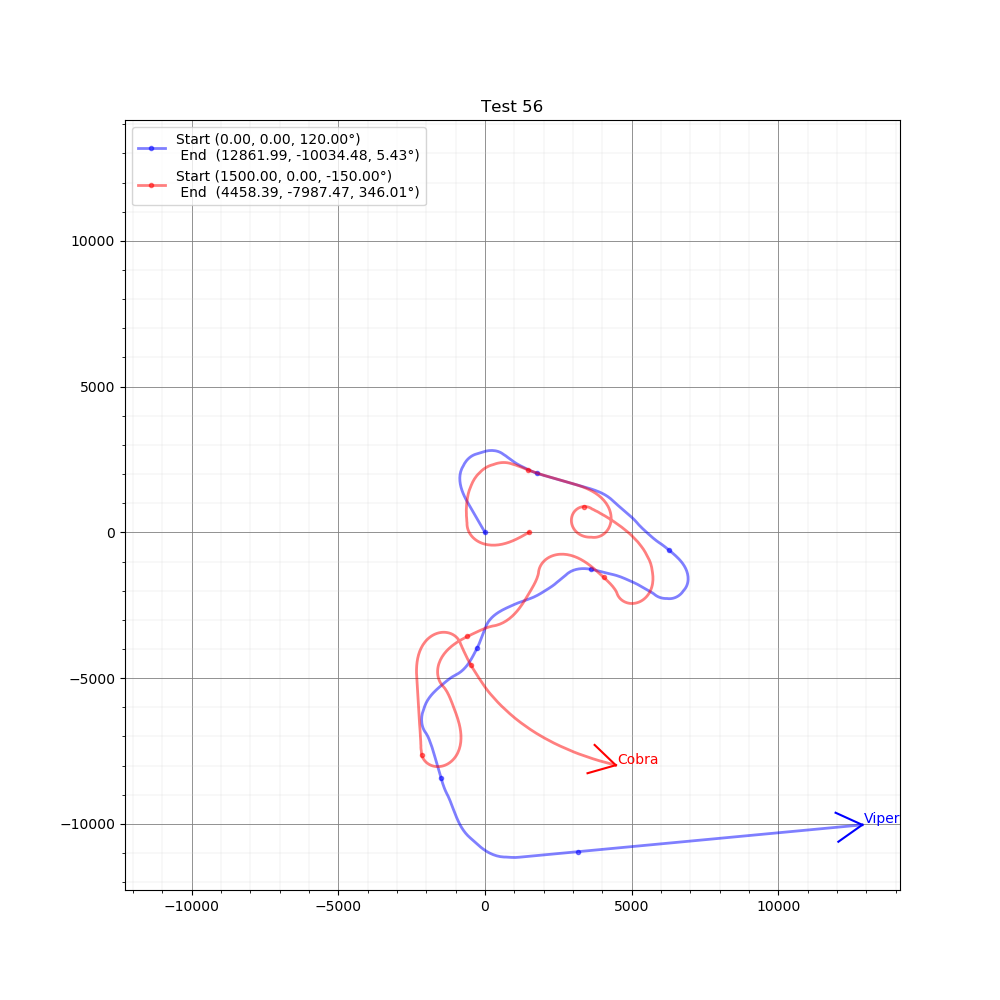 Test 56
Start (0.00, 0.00, 120.00°)
End (12861.99, -10034.48, 5.43°)
Start (1500.00, 0.00, -150.00°)
End (4458.39, -7987.47, 346.01°)
10000
5000
0
−5000
−10000
Cobra
Viper
−10000 −5000 0 5000 10000